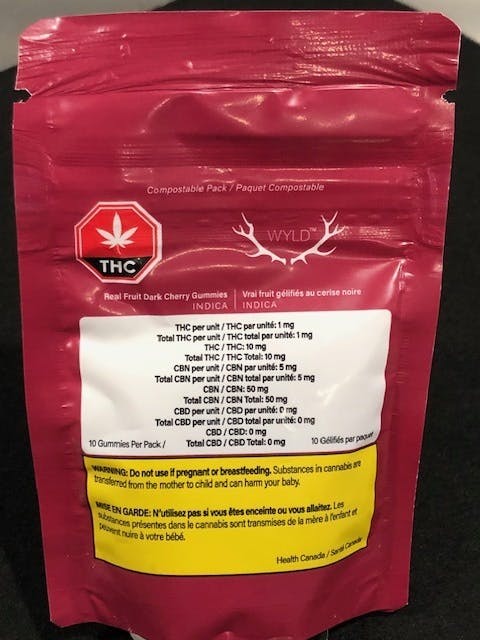 Compostable Pack / Paquet Compostable
THC
WYLD™
Real Fruit Dark Cherry Gummies | Vrai fruit gélifiés au cerise noire
INDICA | INDICA
THC per unit / THC par unité: 1 mg
Total THC per unit / THC total par unité: 1 mg
THC / THC: 10 mg
Total THC / THC Total: 10 mg
CBN per unit / CBN par unité: 5 mg
Total CBN per unit / CBN total par unité: 5 mg
CBN / CBN: 50 mg
Total CBN / CBN Total: 50 mg
CBD per unit / CBD par unité: 0 mg
Total CBD per unit / CBD total par unité: 0 mg
CBD / CBD: 0 mg
10 Gummies Per Pack / Total CBD / CBD Total: 0 mg 10 Gélifiés par paquet
WARNING: Do not use if pregnant or breastfeeding. Substances in cannabis are
transferred from the mother to child and can harm your baby.
MISE EN GARDE: N'utilisez pas si vous êtes enceinte ou vous allaitez. Les
substances présentes dans le cannabis sont transmises de la mère à l'enfant et
peuvent nuire à votre bébé.
Health Canada / Santé Canada